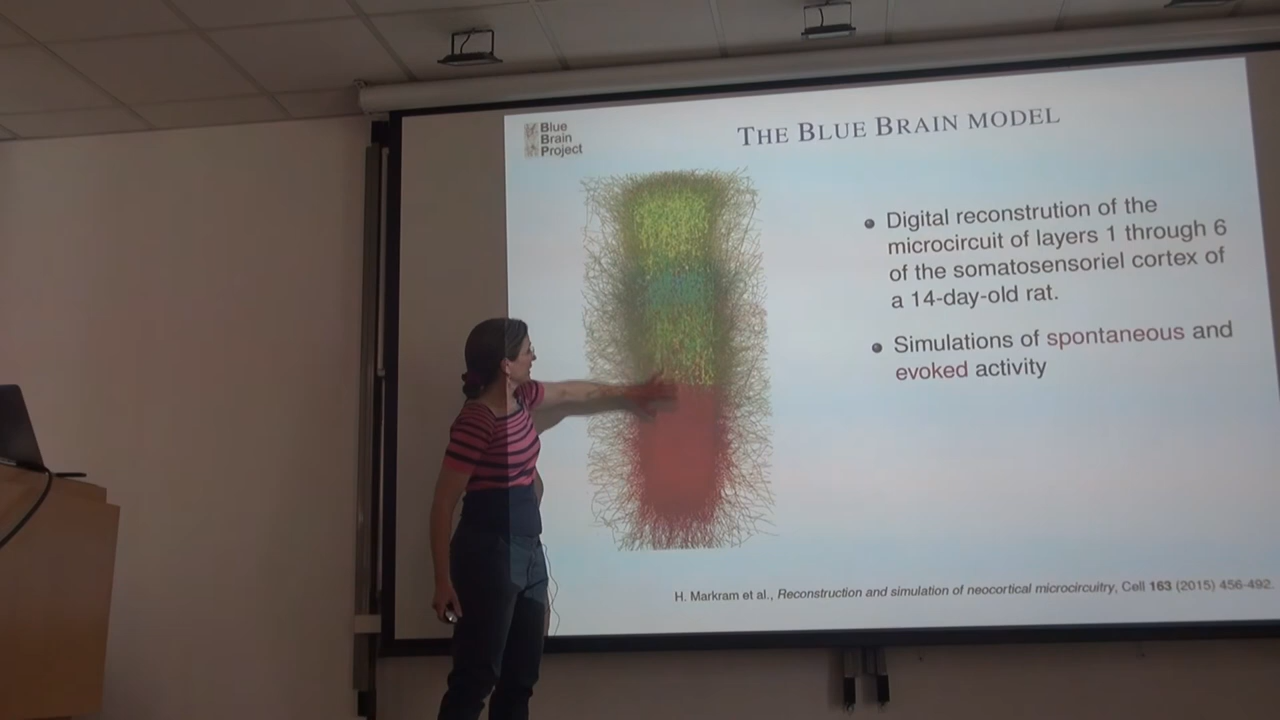 Blue
Brain
Project
THE BLUE BRAIN MODEL
Digital reconstrution of the
microcircuit of layers 1 through 6
of the somatosensoriel cortex of
a 14-day-old rat.
Simulations of spontaneous and
evoked activity
H. Markram et al., Reconstruction and simulation of neocortical microcircuitry, Cell 163 (2015) 456-492.